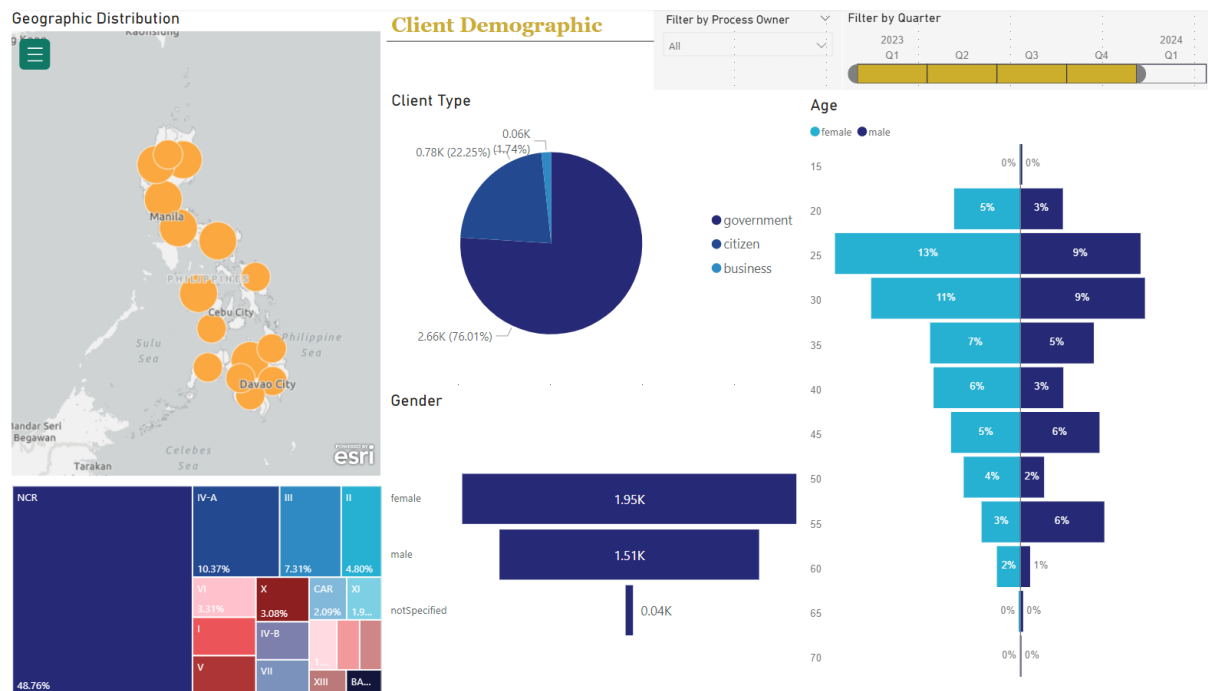 Geographic Distribution
Kaohsiung
Manila
PHILIPPINES
Cebu City
Philippine
Sea
Sulu
Sea
Davao City
Bandar Seri
Begawan
Celebes
Sea
Tarakan
POWERED BY
esri
NCR
48.76%
IV-A
10.37%
III
7.31%
II
4.80%
VI
3.31%
X
3.08%
CAR
2.09%
XI
1.9...
I
IV-B
1....
V
VII
XIII
BA...
Client Demographic
Filter by Process Owner
All
Filter by Quarter
2023
2024
Q1
Q2
Q3
Q4
Q1
Client Type
0.06K
(1.74%)
0.78K (22.25%)
2.66K (76.01%)
government
citizen
business
Gender
female
1.95K
male
1.51K
notSpecified
0.04K
Age
female male
15 0% 0%
20 5% 3%
25 13% 9%
30 11% 9%
35 7% 5%
40 6% 3%
45 5% 6%
50 4% 2%
55 3% 6%
60 2% 1%
65 0% 0%
70 0% 0%